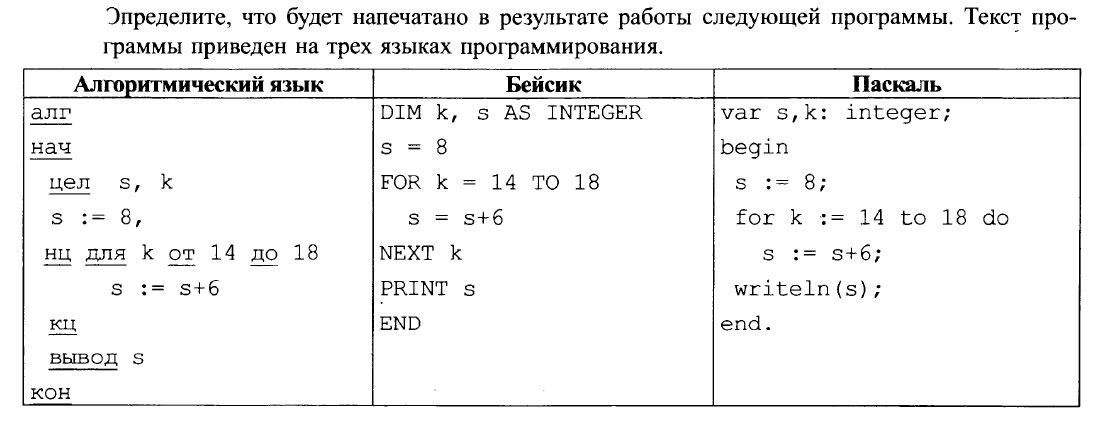 Определите, что будет напечатано в результате работы следующей программы. Текст про-
граммы приведен на трех языках программирования.
Алгоритмический язык
алг
нач
цел s, k
s := 8,
нц для k от 14 до 18
s := s+6
кц
вывод s
кон
Бейсик
DIM k, s AS INTEGER
s = 8
FOR k = 14 TO 18
s = s+6
NEXT k
PRINT s
END
Паскаль
var s,k: integer;
begin
s := 8;
for k := 14 to 18 do
s := s+6;
writeln(s);
end.